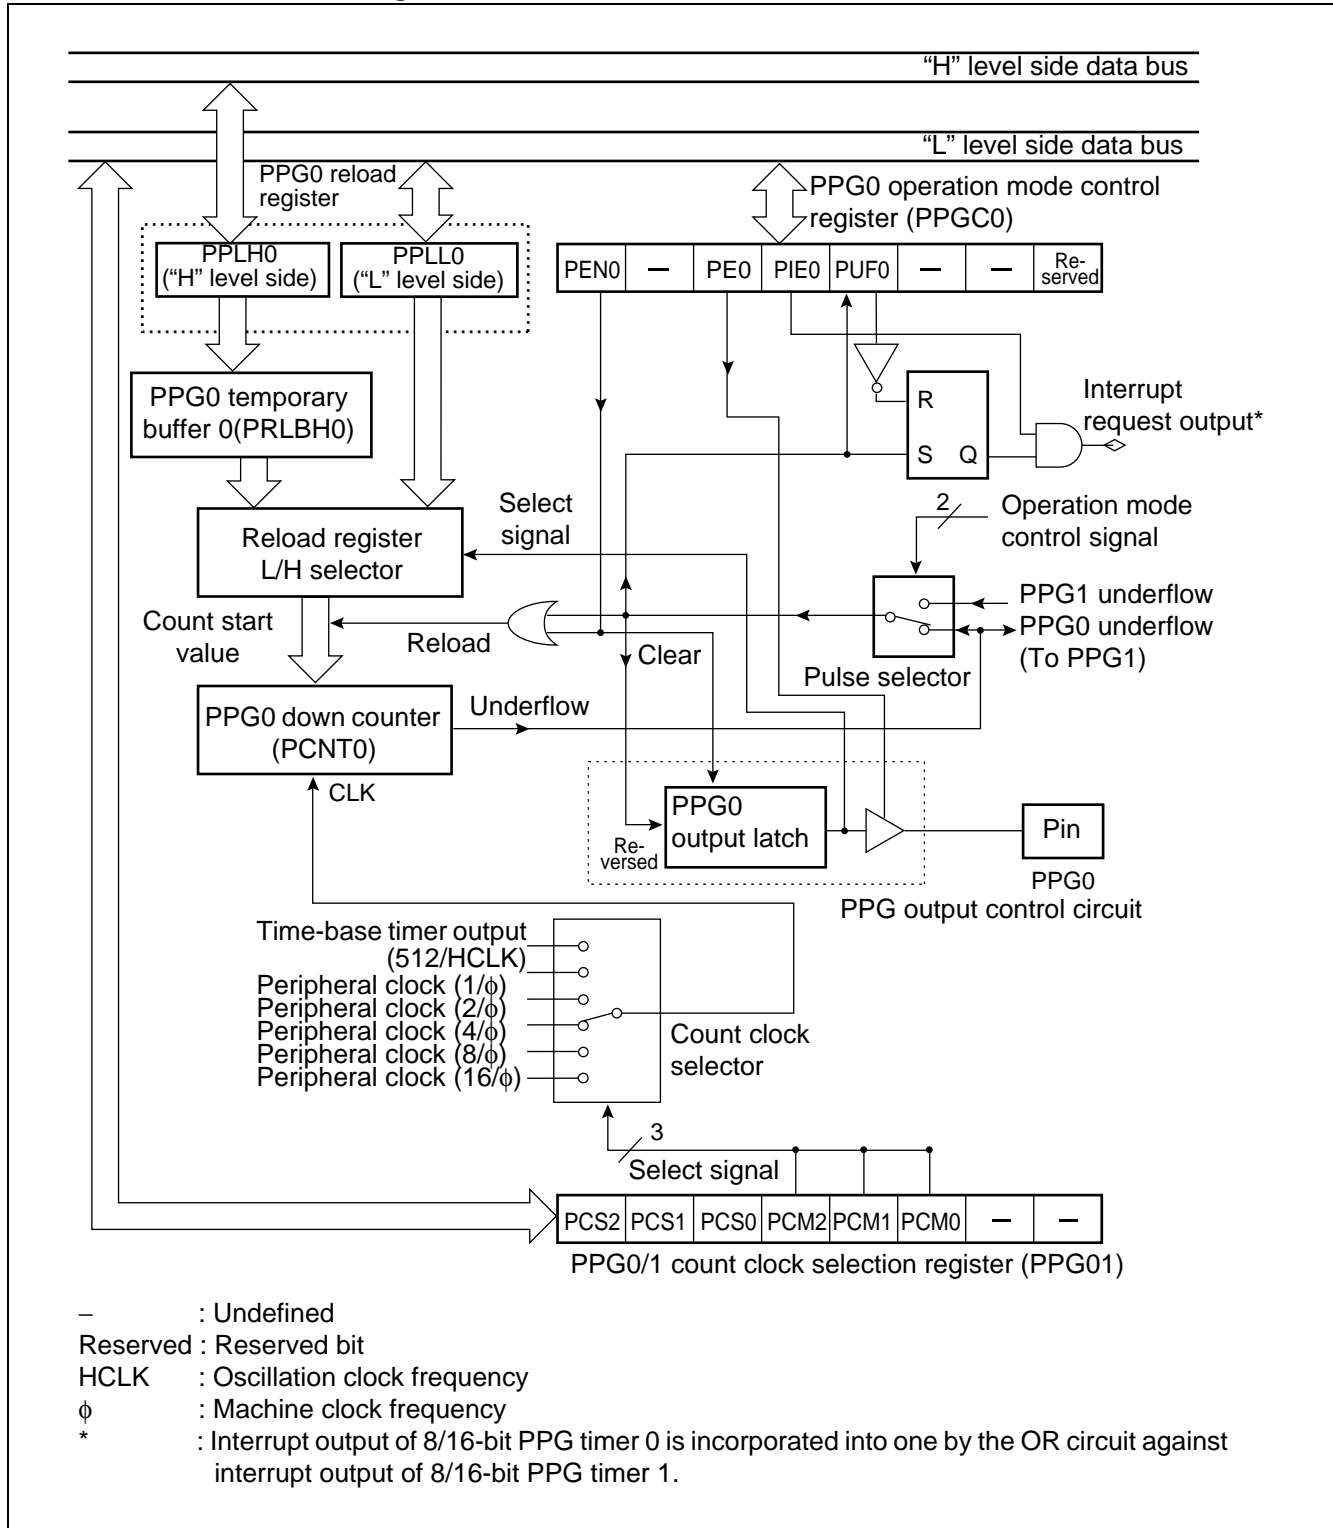 “H” level side data bus
“L” level side data bus
PPG0 reload
register
PPG0 operation mode control
register (PPGC0)
PPLH0
(“H” level side)
PPLL0
(“L” level side)
PEN0 — PE0 PIE0 PUF0 — — Re-
served
PPG0 temporary
buffer 0(PRLBH0)
R
S Q
Interrupt
request output*
Select
signal
2
Operation mode
control signal
Reload register
L/H selector
Count start
value
Reload
Clear
PPG1 underflow
PPG0 underflow
(To PPG1)
Pulse selector
PPG0 down counter
(PCNT0)
Underflow
CLK
PPG0
output latch
Re-
versed
Pin
PPG0
PPG output control circuit
Time-base timer output
(512/HCLK)
Peripheral clock (1/ϕ)
Peripheral clock (2/ϕ)
Peripheral clock (4/ϕ)
Peripheral clock (8/ϕ)
Peripheral clock (16/ϕ)
Count clock
selector
3
Select signal
PCS2 PCS1 PCS0 PCM2 PCM1 PCM0 — —
PPG0/1 count clock selection register (PPG01)
– : Undefined
Reserved : Reserved bit
HCLK : Oscillation clock frequency
ϕ : Machine clock frequency
* : Interrupt output of 8/16-bit PPG timer 0 is incorporated into one by the OR circuit against
interrupt output of 8/16-bit PPG timer 1.